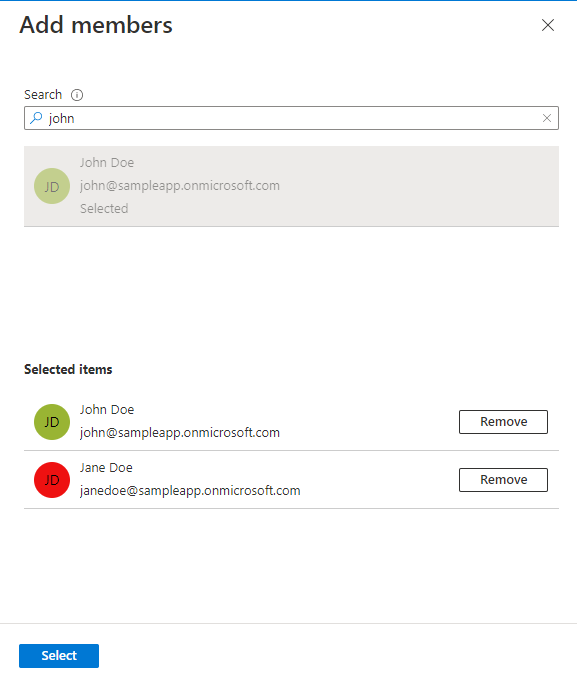 Add members
Search
john
JD
John Doe
john@sampleapp.onmicrosoft.com
Selected
Selected items
JD
John Doe
john@sampleapp.onmicrosoft.com
Remove
JD
Jane Doe
janedoe@sampleapp.onmicrosoft.com
Remove
Select